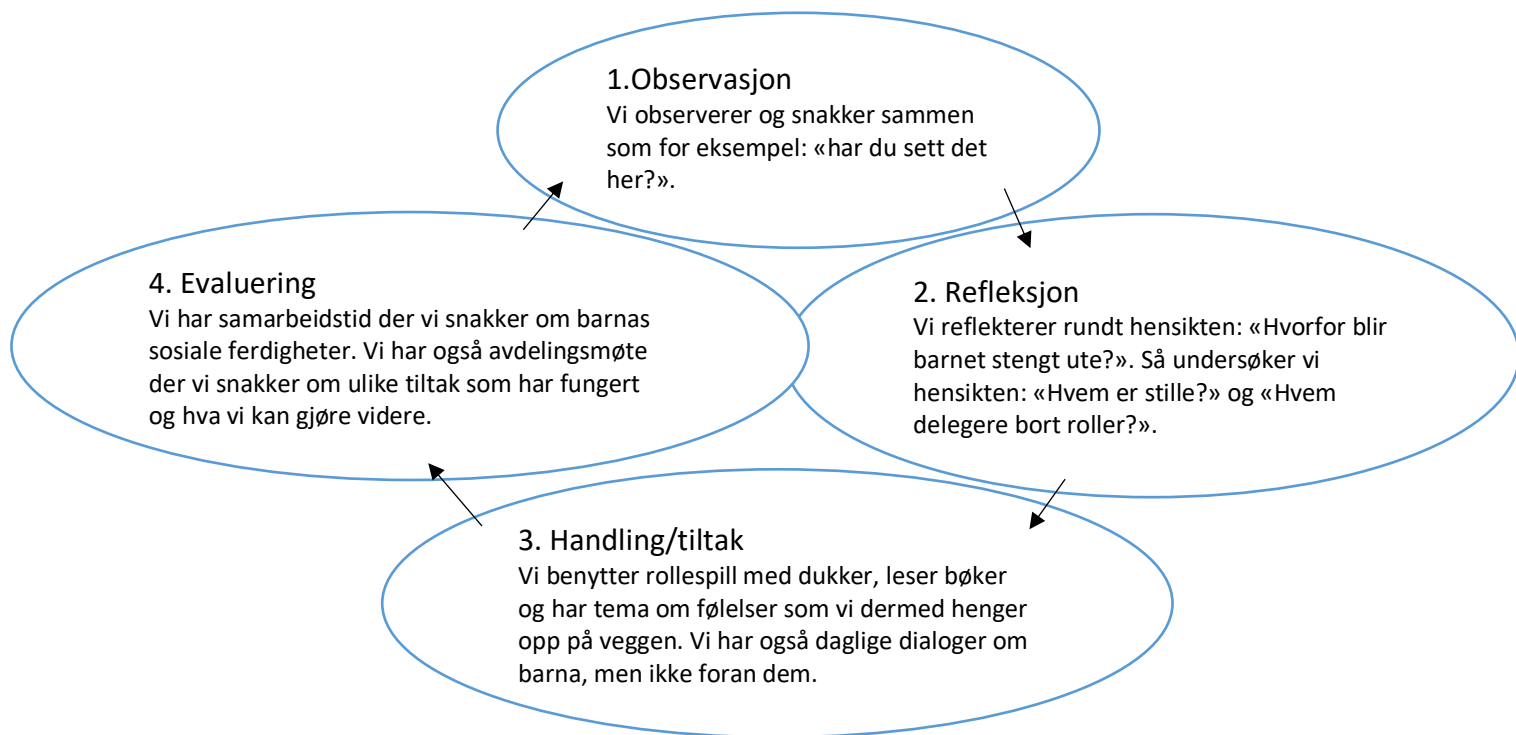 1.Observasjon
Vi observerer og snakker sammen
som for eksempel: «har du sett det
her?».
2. Refleksjon
Vi reflekterer rundt hensikten: «Hvorfor blir
barnet stengt ute?». Så undersøker vi
hensikten: «Hvem er stille?» og «Hvem
delegere bort roller?».
3. Handling/tiltak
Vi benytter rollespill med dukker, leser bøker
og har tema om følelser som vi dermed henger
opp på veggen. Vi har også daglige dialoger om
barna, men ikke foran dem.
4. Evaluering
Vi har samarbeidstid der vi snakker om barnas
sosiale ferdigheter. Vi har også avdelingsmøte
der vi snakker om ulike tiltak som har fungert
og hva vi kan gjøre videre.